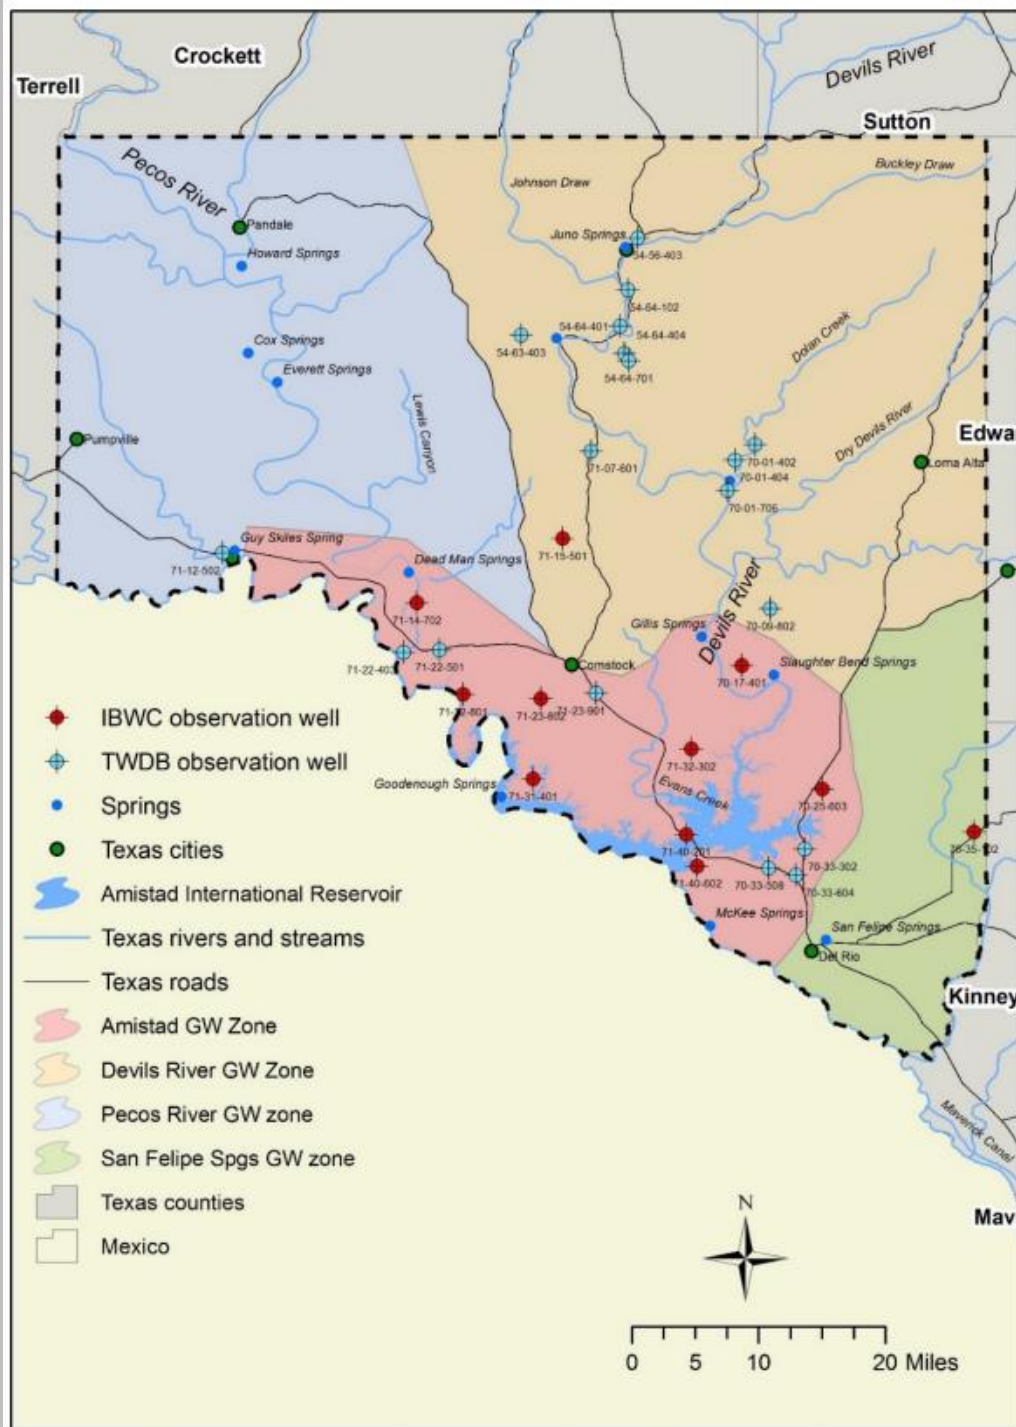 Crockett
Terrell
Devils River
Sutton
Pecos River
Johnson Draw
Buckley Draw
Pandale
Howard Springs
Juno Springs
54-56-403
54-64-102
54-64-401
54-64-404
54-63-403
54-64-701
Cox Springs
Everett Springs
Dolan Creek
Lewis Canyon
Dry Devils River
Edwa
Pumpville
71-07-601
70-01-402
70-01-404
70-01-706
Loma Alta
Guy Skiles Spring
71-12-502
71-15-501
Dead Man Springs
71-14-702
Devils River
70-09-802
Gillis Springs
Slaughter Bend Springs
70-17-401
71-22-403
71-22-501
Comstock
71-23-901
71-32-302
Goodenough Springs
71-31-401
Evans Creek
70-25-603
71-40-201
70-33-302
70-33-508
70-33-604
McKee Springs
San Felipe Springs
Del Rio
Kinney
Maverick Canal
Mav
IBWC observation well
TWDB observation well
Springs
Texas cities
Amistad International Reservoir
Texas rivers and streams
Texas roads
Amistad GW Zone
Devils River GW Zone
Pecos River GW zone
San Felipe Spgs GW zone
Texas counties
Mexico
N
0 5 10 20 Miles